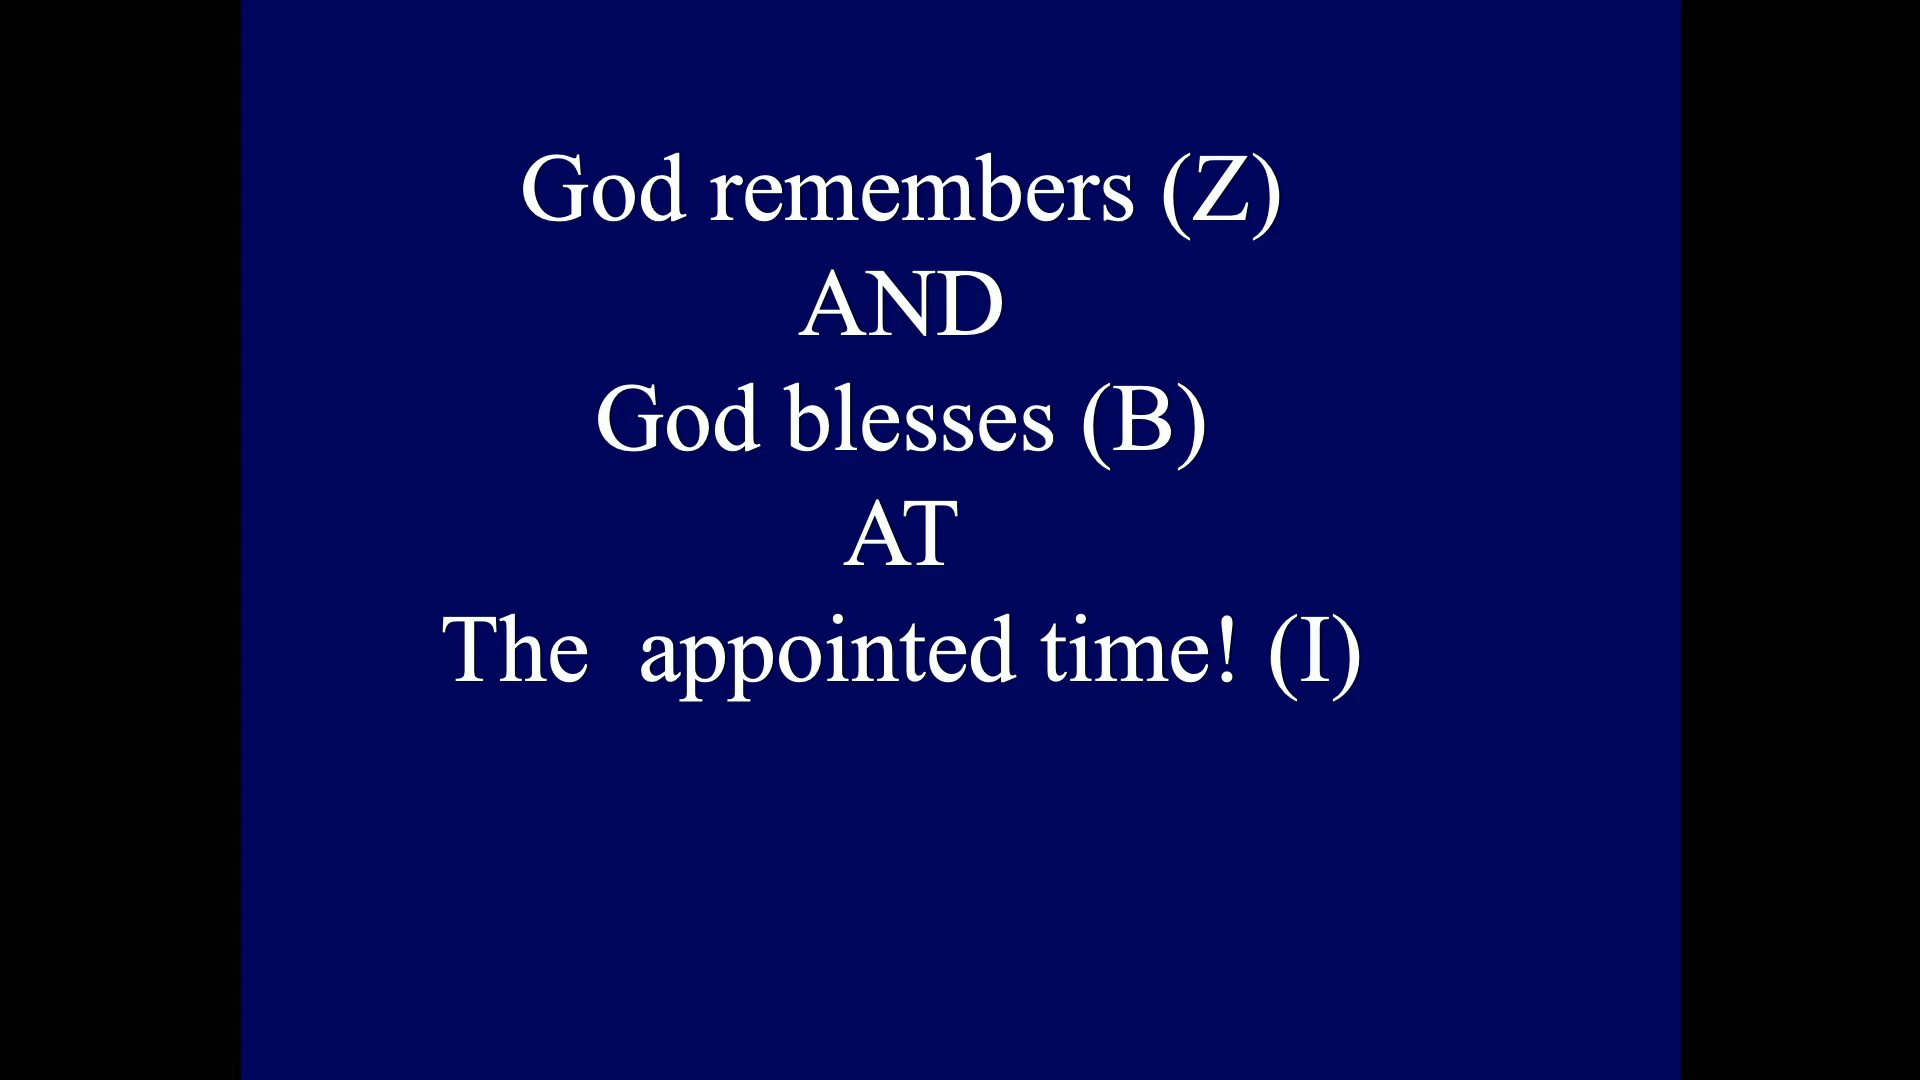 God remembers (Z)
AND
God blesses (B)
AT
The  appointed time! (I)